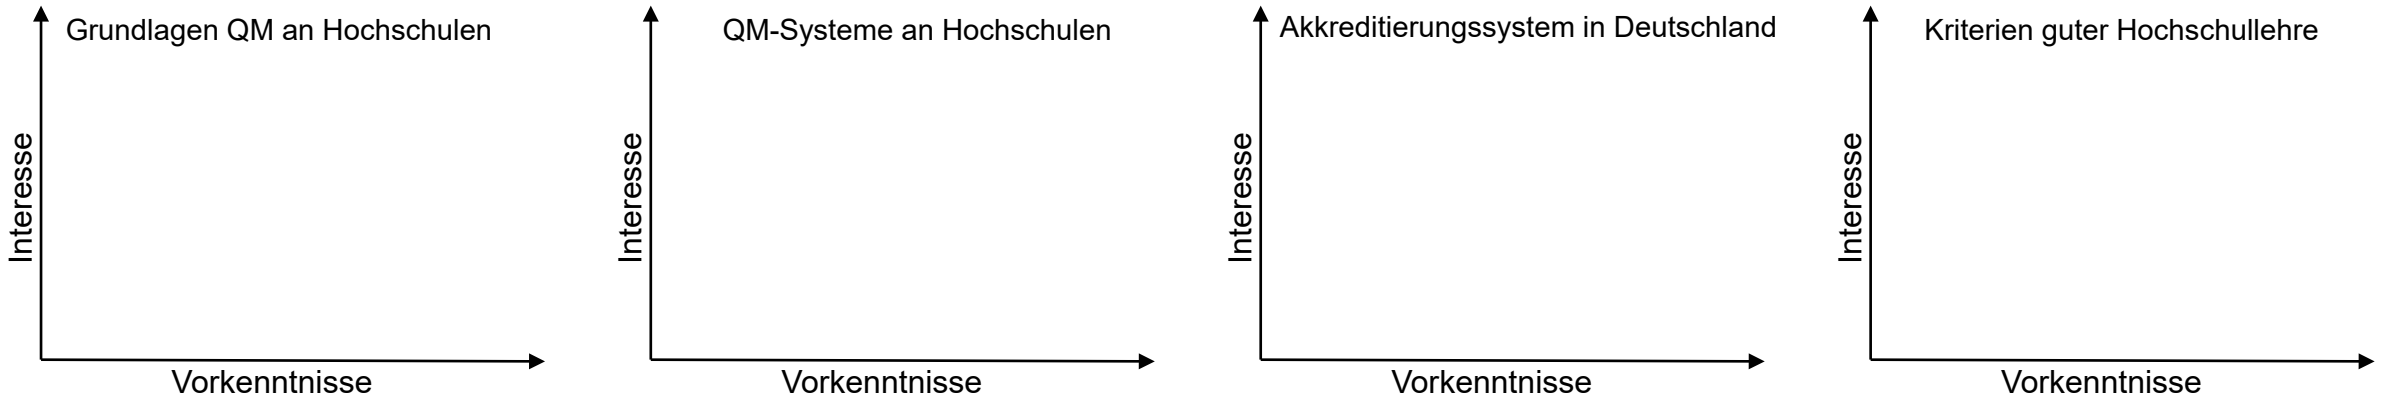 Grundlagen QM an Hochschulen
Interesse
Vorkenntnisse
QM-Systeme an Hochschulen
Interesse
Vorkenntnisse
Akkreditierungssystem in Deutschland
Interesse
Vorkenntnisse
Kriterien guter Hochschullehre
Interesse
Vorkenntnisse